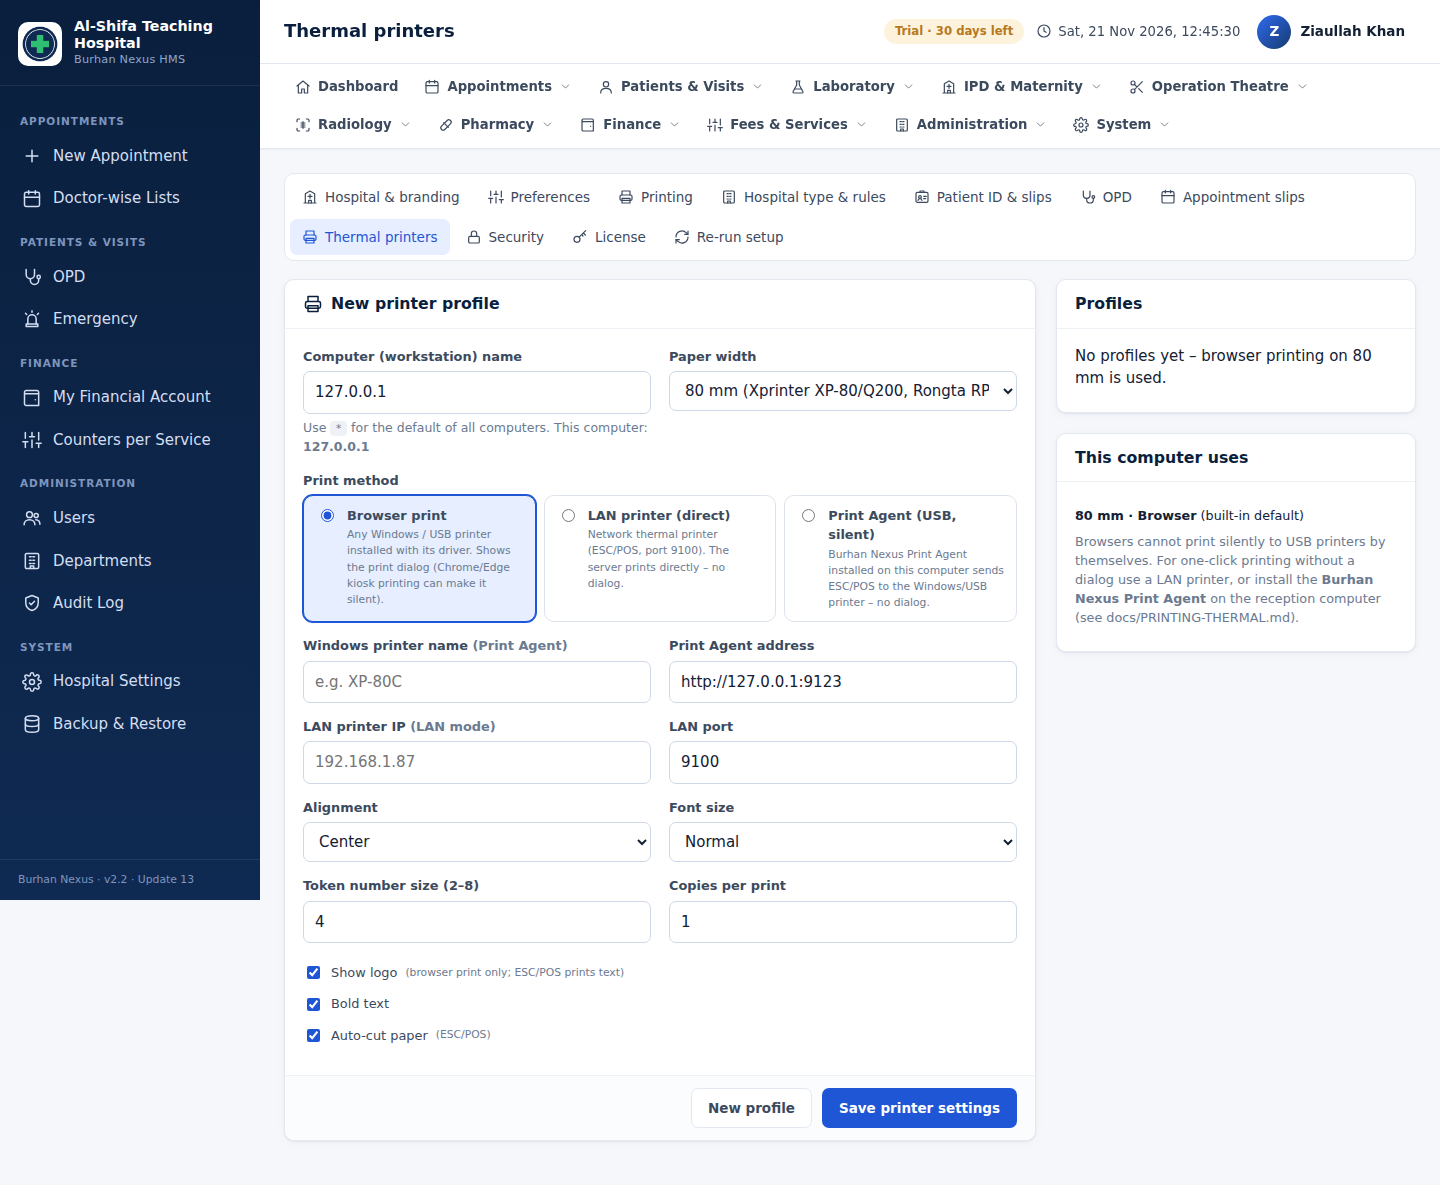 Al-Shifa Teaching
Hospital
Burhan Nexus HMS
APPOINTMENTS
New Appointment
Doctor-wise Lists
PATIENTS & VISITS
OPD
Emergency
FINANCE
My Financial Account
Counters per Service
ADMINISTRATION
Users
Departments
Audit Log
SYSTEM
Hospital Settings
Backup & Restore
Burhan Nexus · v2.2 · Update 13
Thermal printers
Trial · 30 days left
Sat, 21 Nov 2026, 12:45:30
Z
Ziaullah Khan
Dashboard Appointments Patients & Visits Laboratory IPD & Maternity Operation Theatre
Radiology Pharmacy Finance Fees & Services Administration System
Hospital & branding Preferences Printing Hospital type & rules Patient ID & slips OPD Appointment slips
Thermal printers Security License Re-run setup
New printer profile
Computer (workstation) name
127.0.0.1
Use * for the default of all computers. This computer:
127.0.0.1
Paper width
80 mm (Xprinter XP-80/Q200, Rongta RP
Print method
Browser print
Any Windows / USB printer
installed with its driver. Shows
the print dialog (Chrome/Edge
kiosk printing can make it
silent).
LAN printer (direct)
Network thermal printer
(ESC/POS, port 9100). The
server prints directly – no
dialog.
Print Agent (USB,
silent)
Burhan Nexus Print Agent
installed on this computer sends
ESC/POS to the Windows/USB
printer – no dialog.
Windows printer name (Print Agent)
e.g. XP-80C
Print Agent address
http://127.0.0.1:9123
LAN printer IP (LAN mode)
192.168.1.87
LAN port
9100
Alignment
Center
Font size
Normal
Token number size (2–8)
4
Copies per print
1
Show logo (browser print only; ESC/POS prints text)
Bold text
Auto-cut paper (ESC/POS)
New profile
Save printer settings
Profiles
No profiles yet – browser printing on 80
mm is used.
This computer uses
80 mm · Browser (built-in default)
Browsers cannot print silently to USB printers by
themselves. For one-click printing without a
dialog use a LAN printer, or install the Burhan
Nexus Print Agent on the reception computer
(see docs/PRINTING-THERMAL.md).